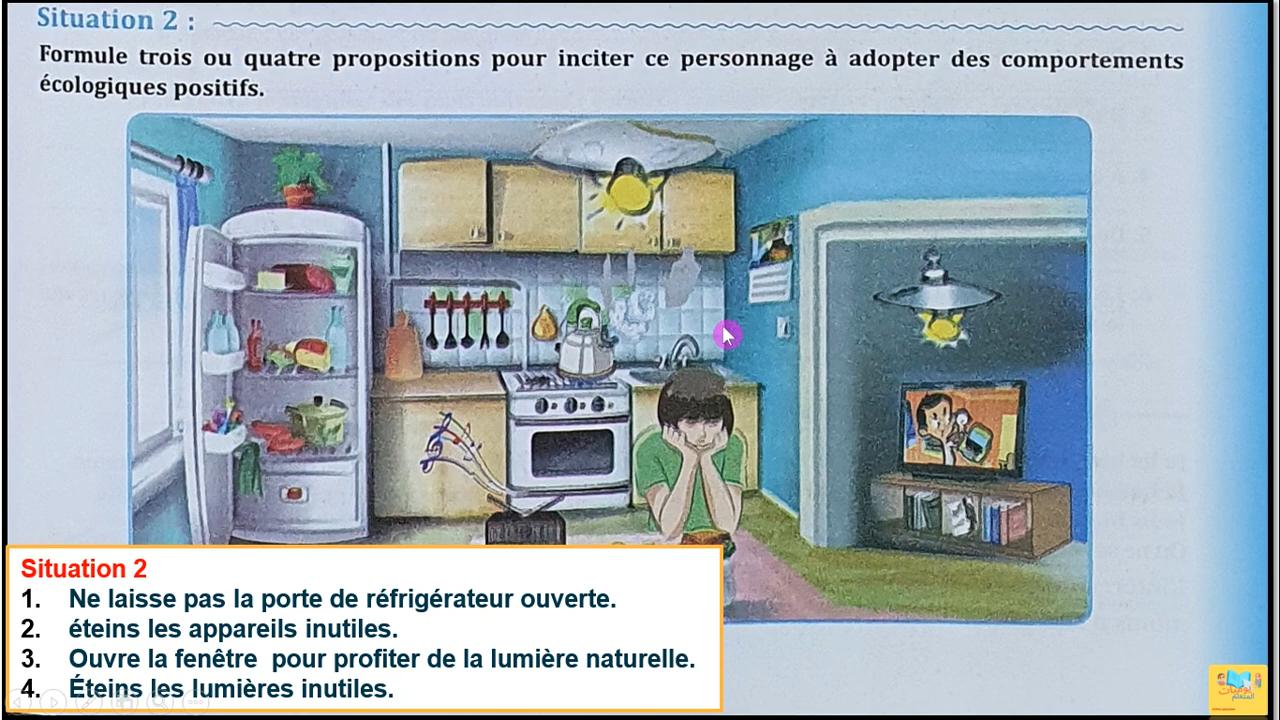 Situation 2 :
Formule trois ou quatre propositions pour inciter ce personnage à adopter des comportements
écologiques positifs.
Situation 2
1. Ne laisse pas la porte de réfrigérateur ouverte.
2. éteins les appareils inutiles.
3. Ouvre la fenêtre  pour profiter de la lumière naturelle.
4. Éteins les lumières inutiles.
يوميات
المتعلم